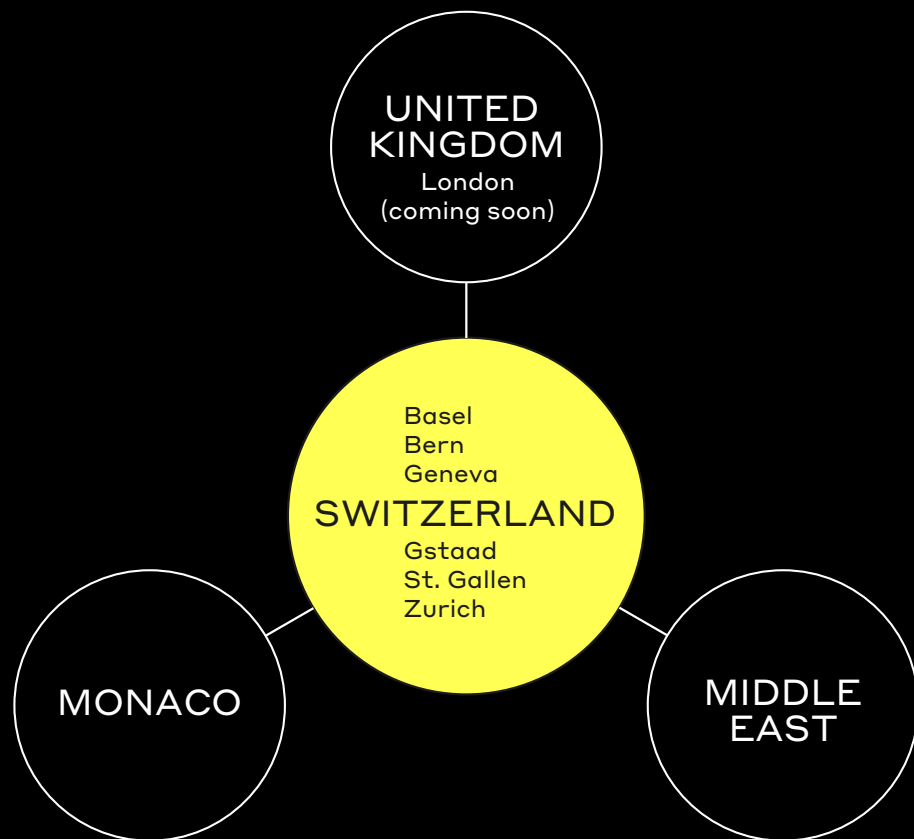 UNITED
KINGDOM
London
(coming soon)
Basel
Bern
Geneva
SWITZERLAND
Gstaad
St. Gallen
Zurich
MONACO
MIDDLE
EAST